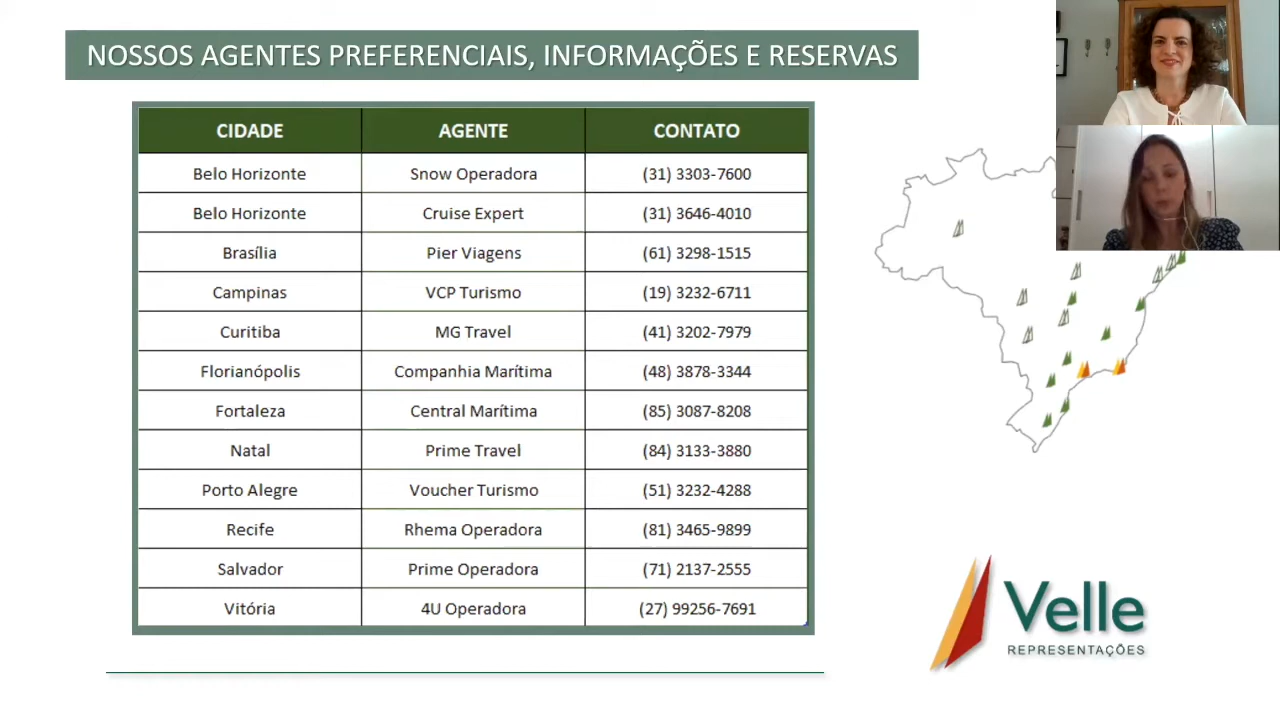 NOSSOS AGENTES PREFERENCIAIS, INFORMAÇÕES E RESERVAS
CIDADE AGENTE CONTATO
Belo Horizonte Snow Operadora (31) 3303-7600
Belo Horizonte Cruise Expert (31) 3646-4010
Brasília Pier Viagens (61) 3298-1515
Campinas VCP Turismo (19) 3232-6711
Curitiba MG Travel (41) 3202-7979
Florianópolis Companhia Marítima (48) 3878-3344
Fortaleza Central Marítima (85) 3087-8208
Natal Prime Travel (84) 3133-3880
Porto Alegre Voucher Turismo (51) 3232-4288
Recife Rhema Operadora (81) 3465-9899
Salvador Prime Operadora (71) 2137-2555
Vitória 4U Operadora (27) 99256-7691
Velle
REPRESENTAÇÕES